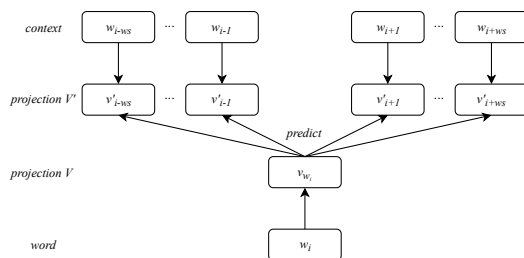 context w_{i-ws} ... w_{i-1} w_{i+1} ... w_{i+ws}
projection V' v'_{i-ws} ... v'_{i-1} v'_{i+1} ... v'_{i+ws}
predict
projection V v_{w_i}
word w_i